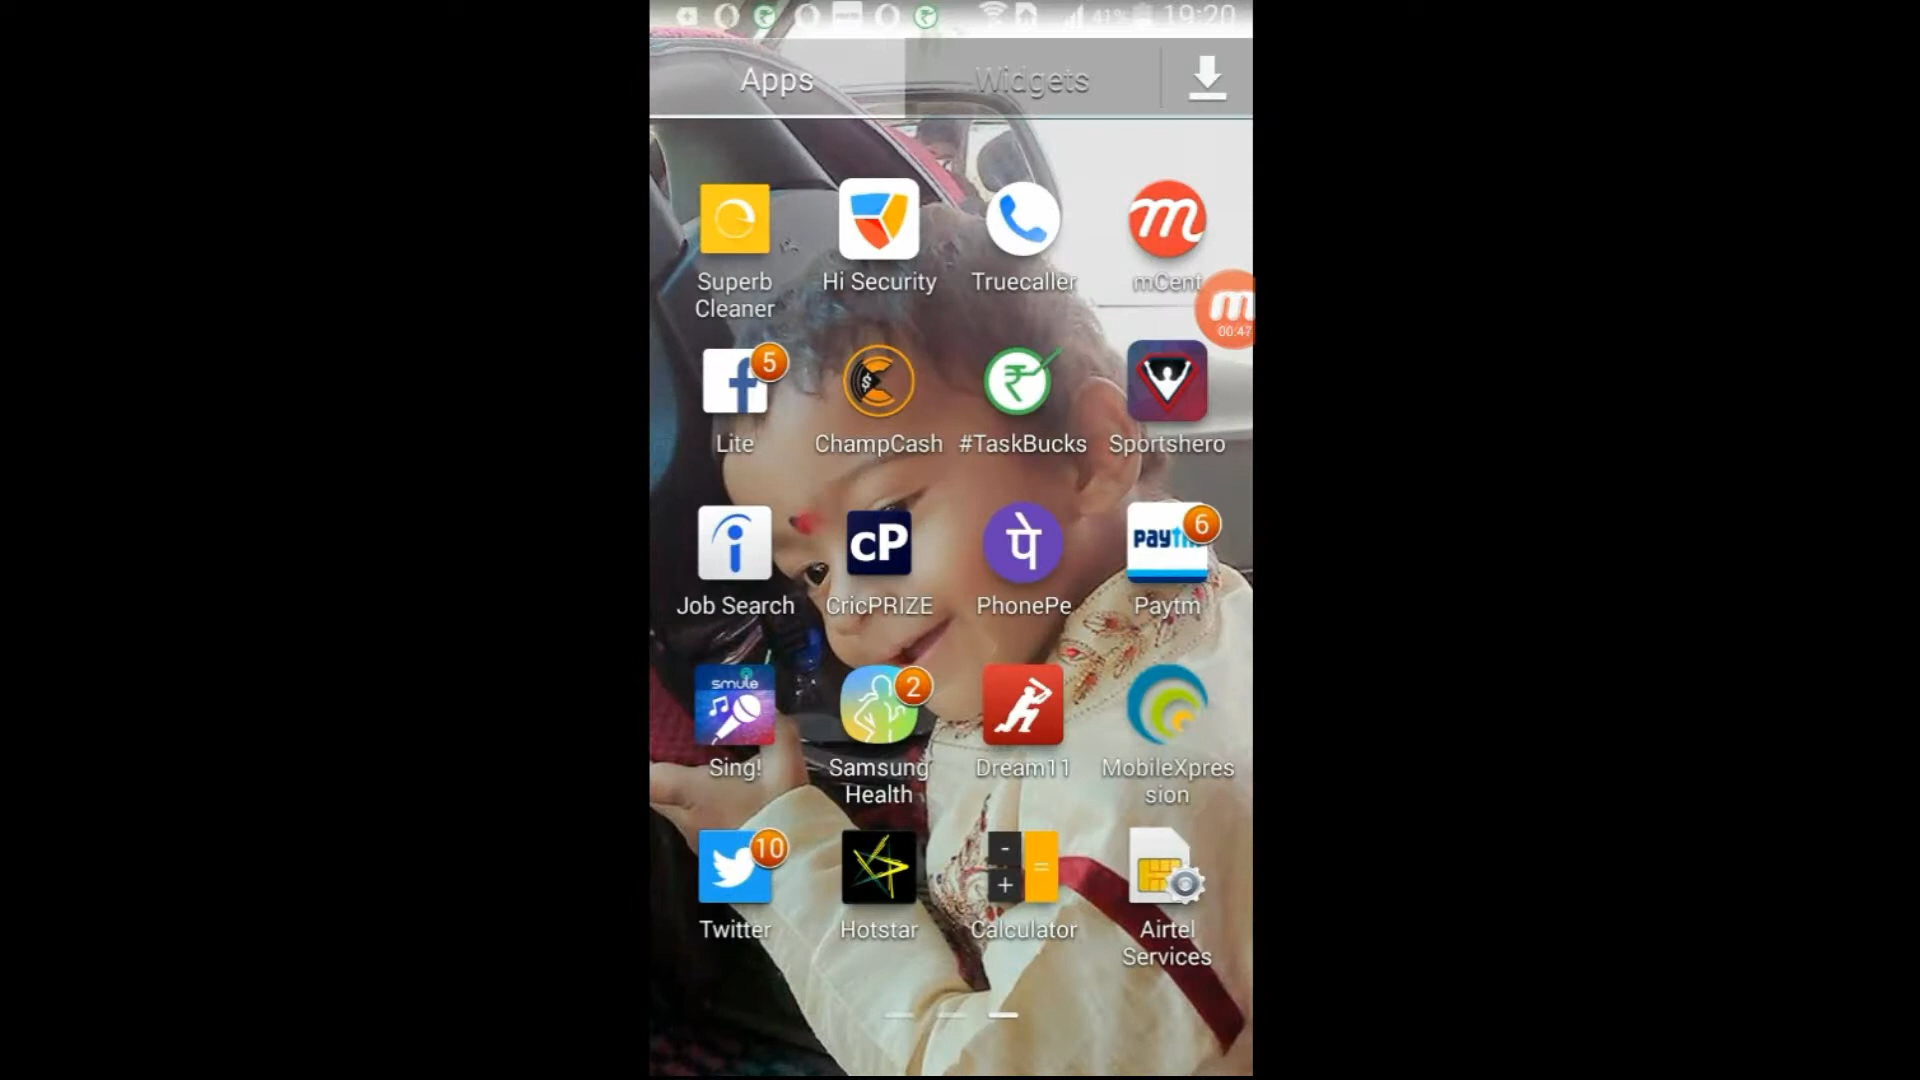 41% 19:20
Apps Widgets
Superb Cleaner
Hi Security
Truecaller
mCent
m
00:47
5
Lite
ChampCash
#TaskBucks
Sportshero
Job Search
cP
CricPRIZE
पे
PhonePe
6
Paytm
smule
Sing!
2
Samsung Health
Dream11
MobileXpres
sion
10
Twitter
Hotstar
- + =
Calculator
Airtel Services